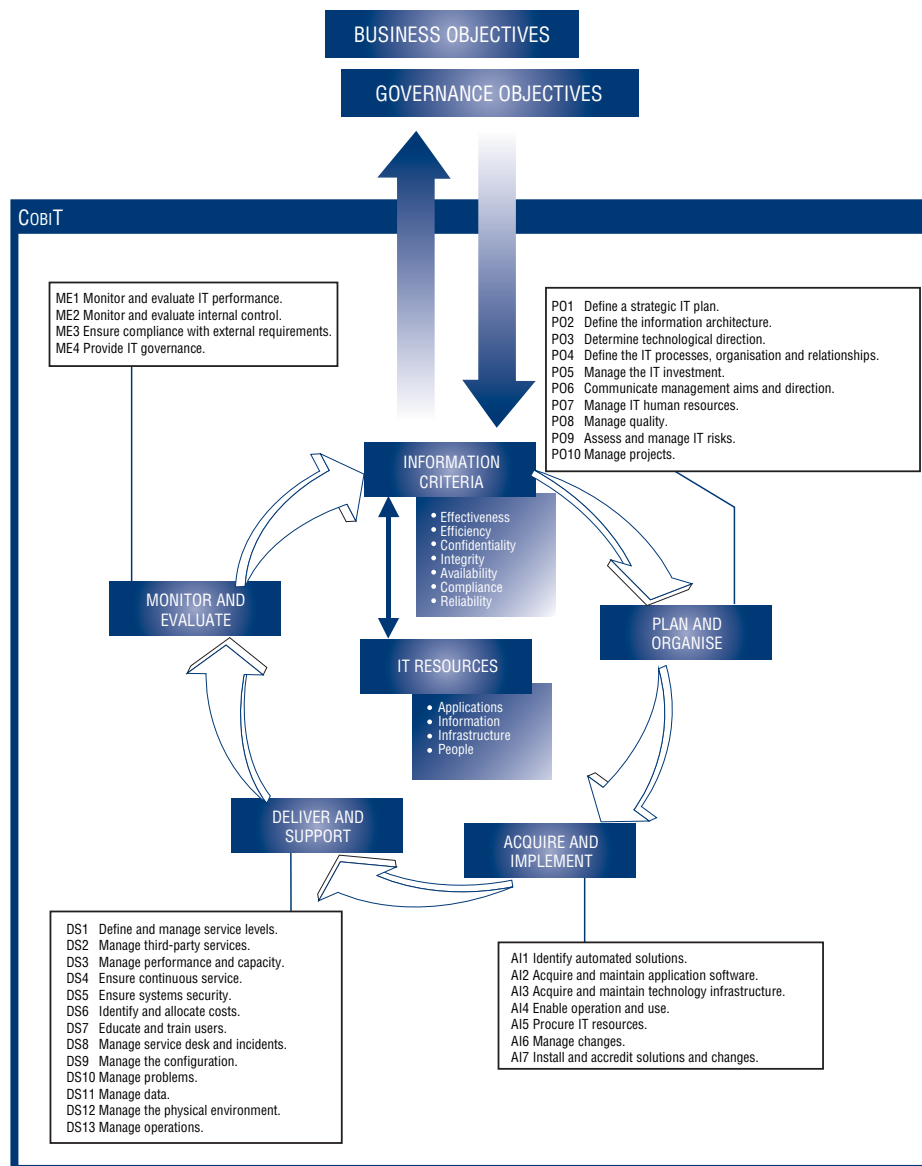 BUSINESS OBJECTIVES
GOVERNANCE OBJECTIVES
COBIT
ME1 Monitor and evaluate IT performance.
ME2 Monitor and evaluate internal control.
ME3 Ensure compliance with external requirements.
ME4 Provide IT governance.
PO1 Define a strategic IT plan.
PO2 Define the information architecture.
PO3 Determine technological direction.
PO4 Define the IT processes, organisation and relationships.
PO5 Manage the IT investment.
PO6 Communicate management aims and direction.
PO7 Manage IT human resources.
PO8 Manage quality.
PO9 Assess and manage IT risks.
PO10 Manage projects.
INFORMATION
CRITERIA
• Effectiveness
• Efficiency
• Confidentiality
• Integrity
• Availability
• Compliance
• Reliability
MONITOR AND
EVALUATE
PLAN AND
ORGANISE
IT RESOURCES
• Applications
• Information
• Infrastructure
• People
DELIVER AND
SUPPORT
ACQUIRE AND
IMPLEMENT
DS1 Define and manage service levels.
DS2 Manage third-party services.
DS3 Manage performance and capacity.
DS4 Ensure continuous service.
DS5 Ensure systems security.
DS6 Identify and allocate costs.
DS7 Educate and train users.
DS8 Manage service desk and incidents.
DS9 Manage the configuration.
DS10 Manage problems.
DS11 Manage data.
DS12 Manage the physical environment.
DS13 Manage operations.
AI1 Identify automated solutions.
AI2 Acquire and maintain application software.
AI3 Acquire and maintain technology infrastructure.
AI4 Enable operation and use.
AI5 Procure IT resources.
AI6 Manage changes.
AI7 Install and accredit solutions and changes.